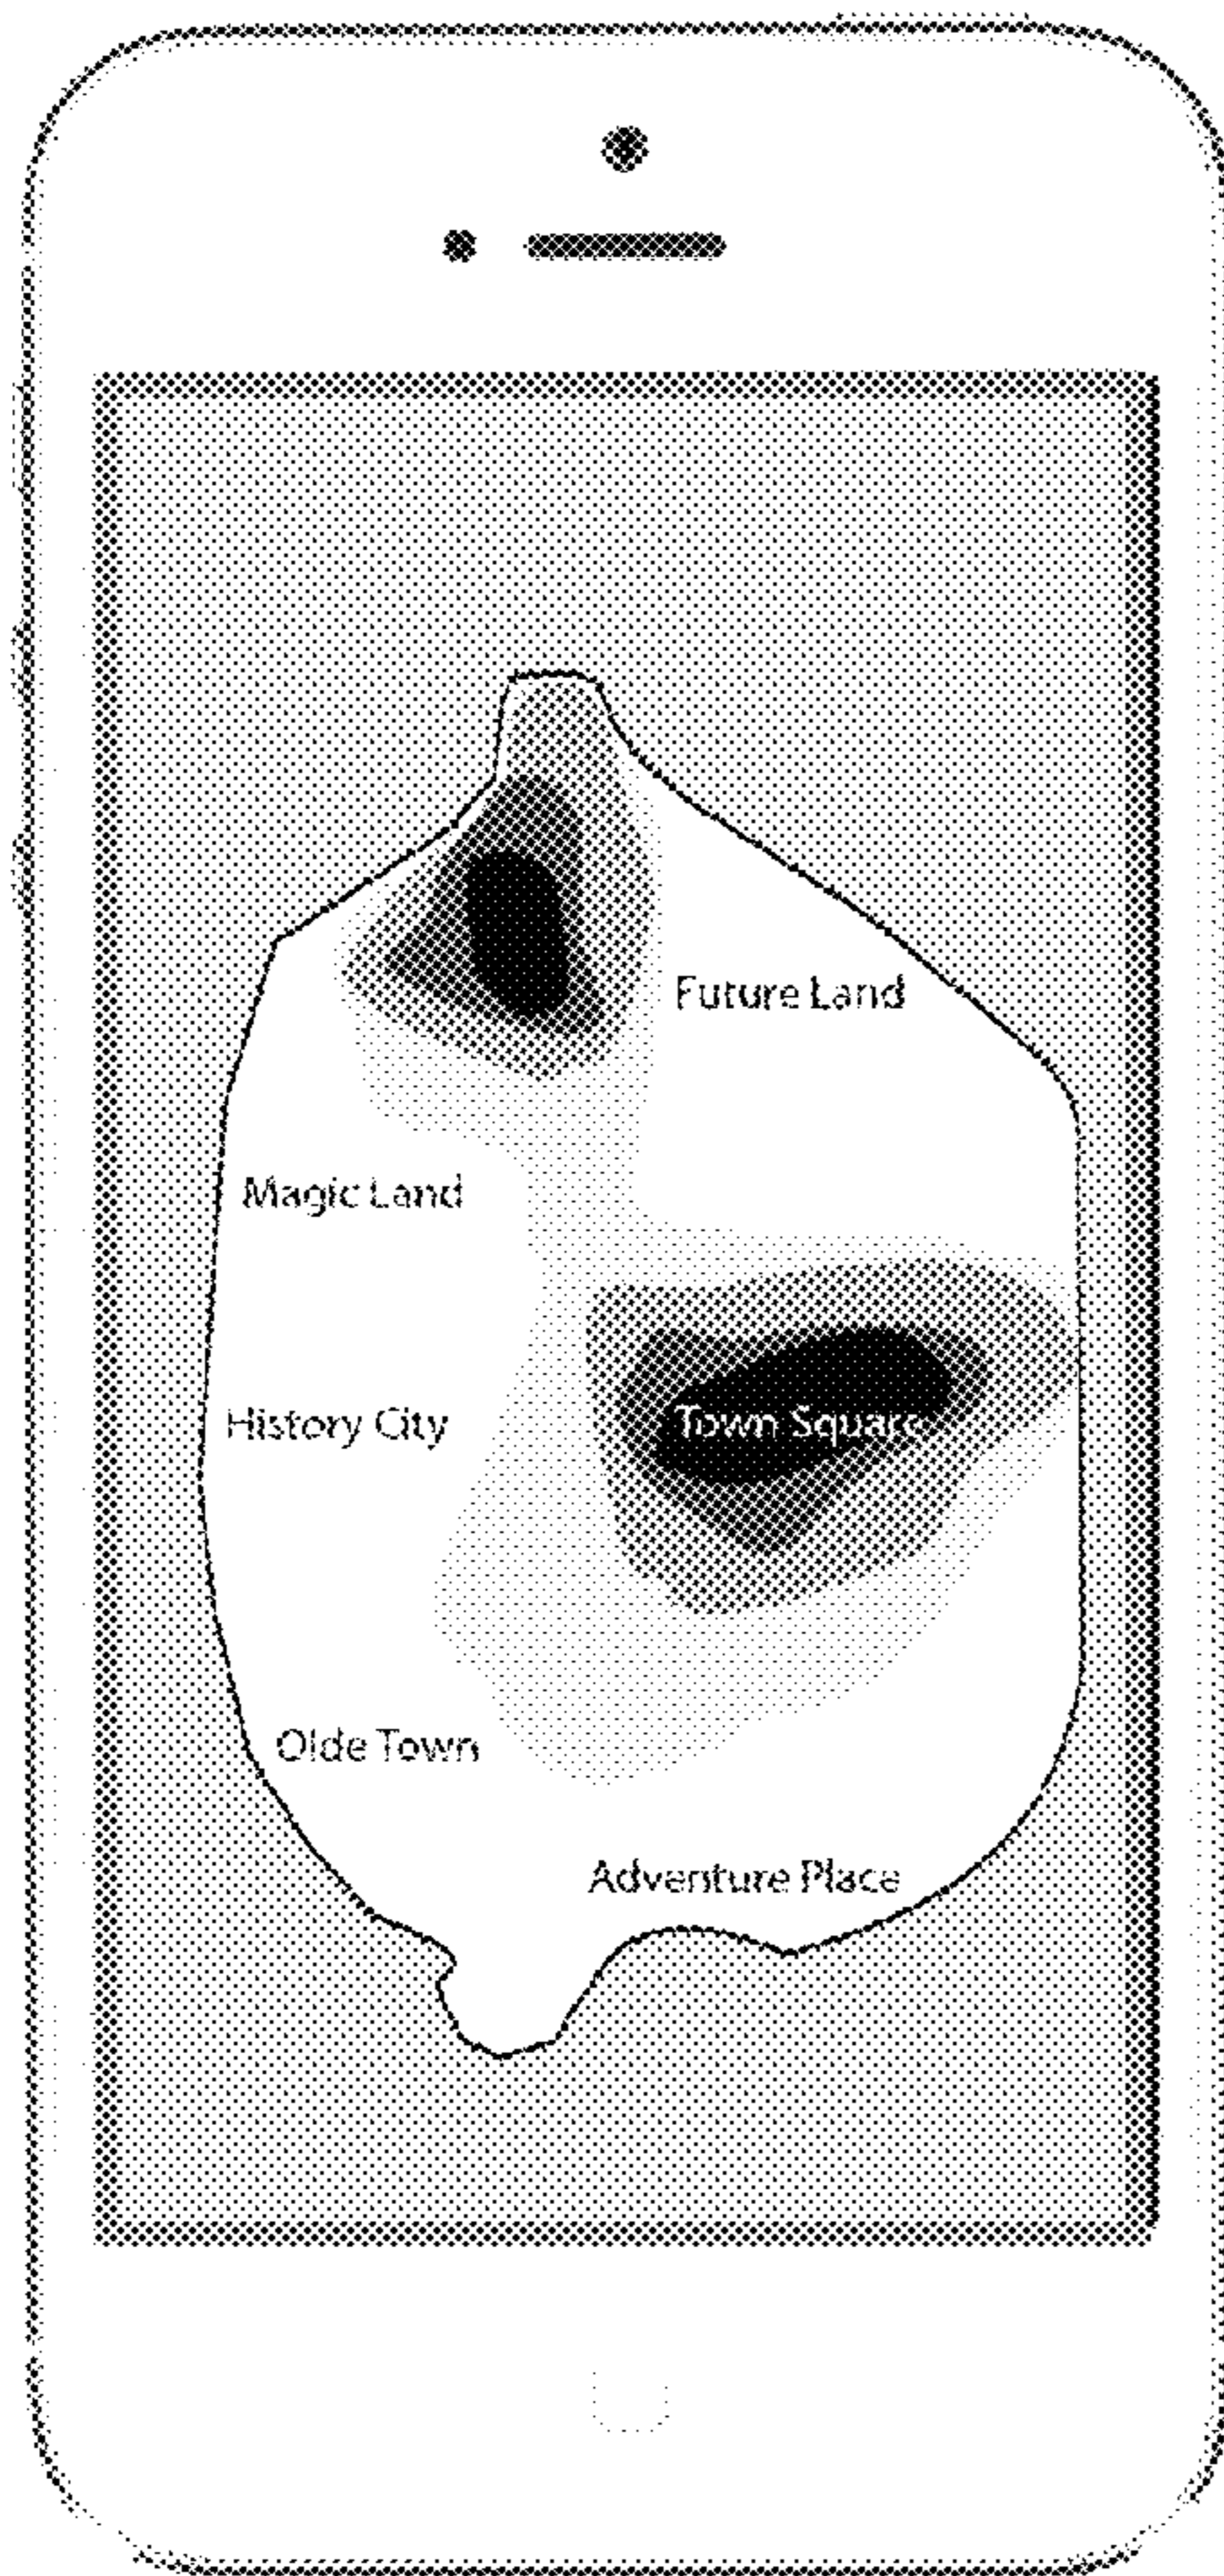 Future Land
Magic Land
History City
Town Square
Olde Town
Adventure Place